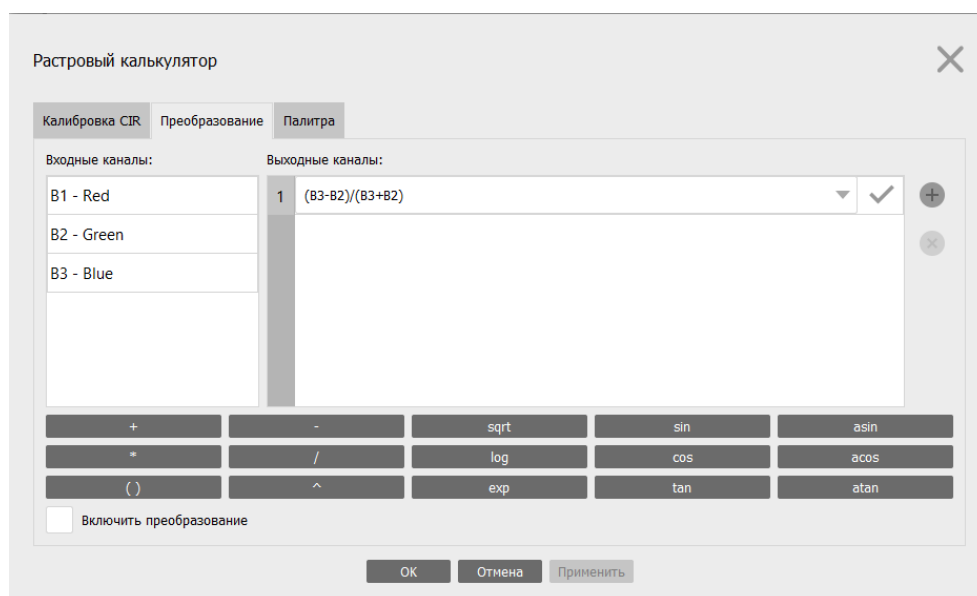 Растровый калькулятор
Калибровка CIR Преобразование Палитра
Входные каналы: Выходные каналы:
B1 - Red 1 (B3-B2)/(B3+B2)
B2 - Green
B3 - Blue
+ - sqrt sin asin
* / log cos acos
( ) ^ exp tan atan
Включить преобразование
OK Отмена Применить